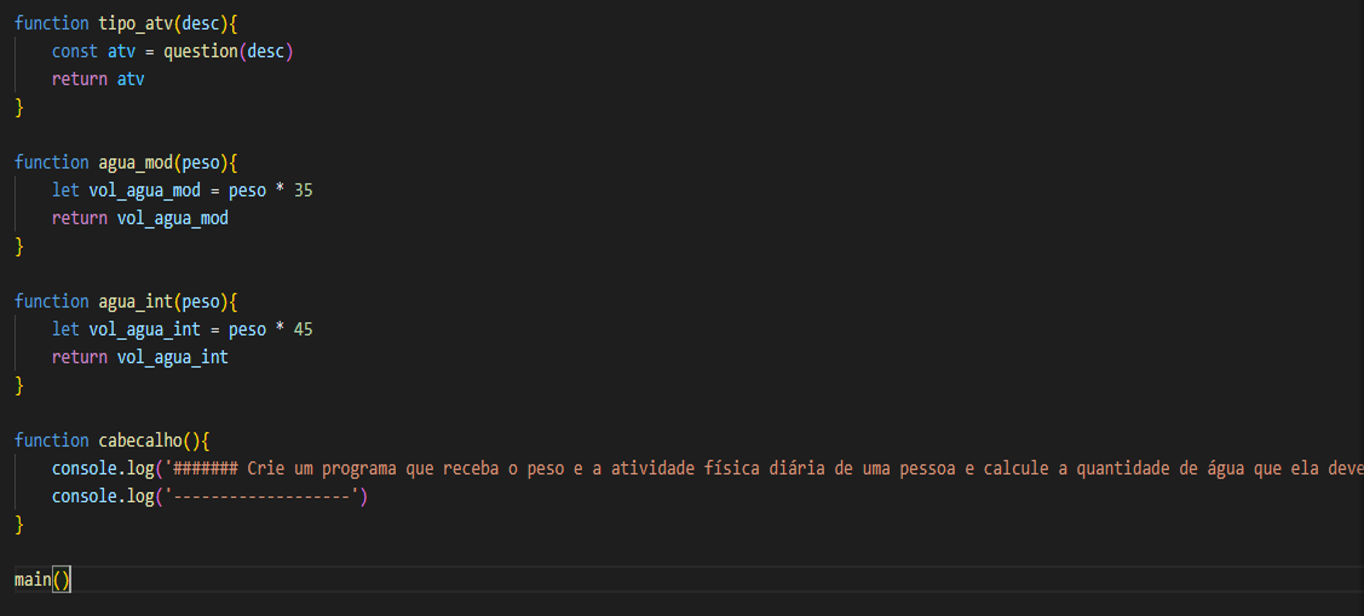 function tipo_atv(desc){
    const atv = question(desc)
    return atv
}

function agua_mod(peso){
    let vol_agua_mod = peso * 35
    return vol_agua_mod
}

function agua_int(peso){
    let vol_agua_int = peso * 45
    return vol_agua_int
}

function cabecalho(){
    console.log('####### Crie um programa que receba o peso e a atividade física diária de uma pessoa e calcule a quantidade de água que ela deve
    console.log('-------------------')
}

main()